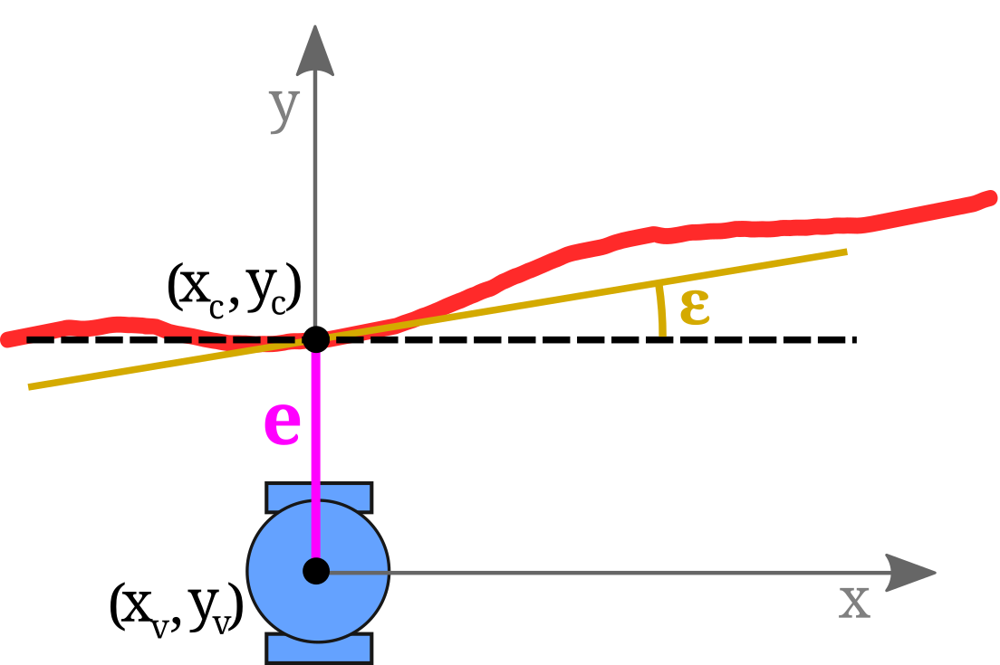 y
(x_c, y_c)
ε
e
(x_v, y_v)
x